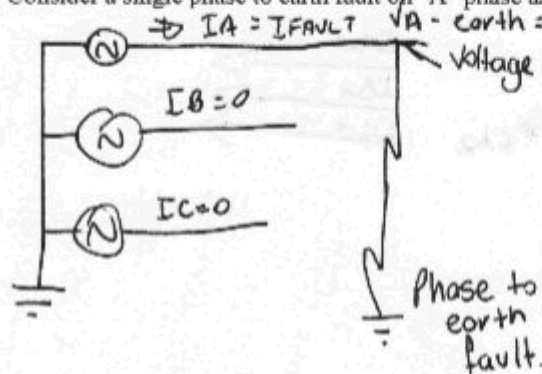 Consider a single phase to earth fault on "A" phase
⇒ IA = IFAULT VA - earth =
Voltage
IB = 0
IC = 0
Phase to
earth
fault.